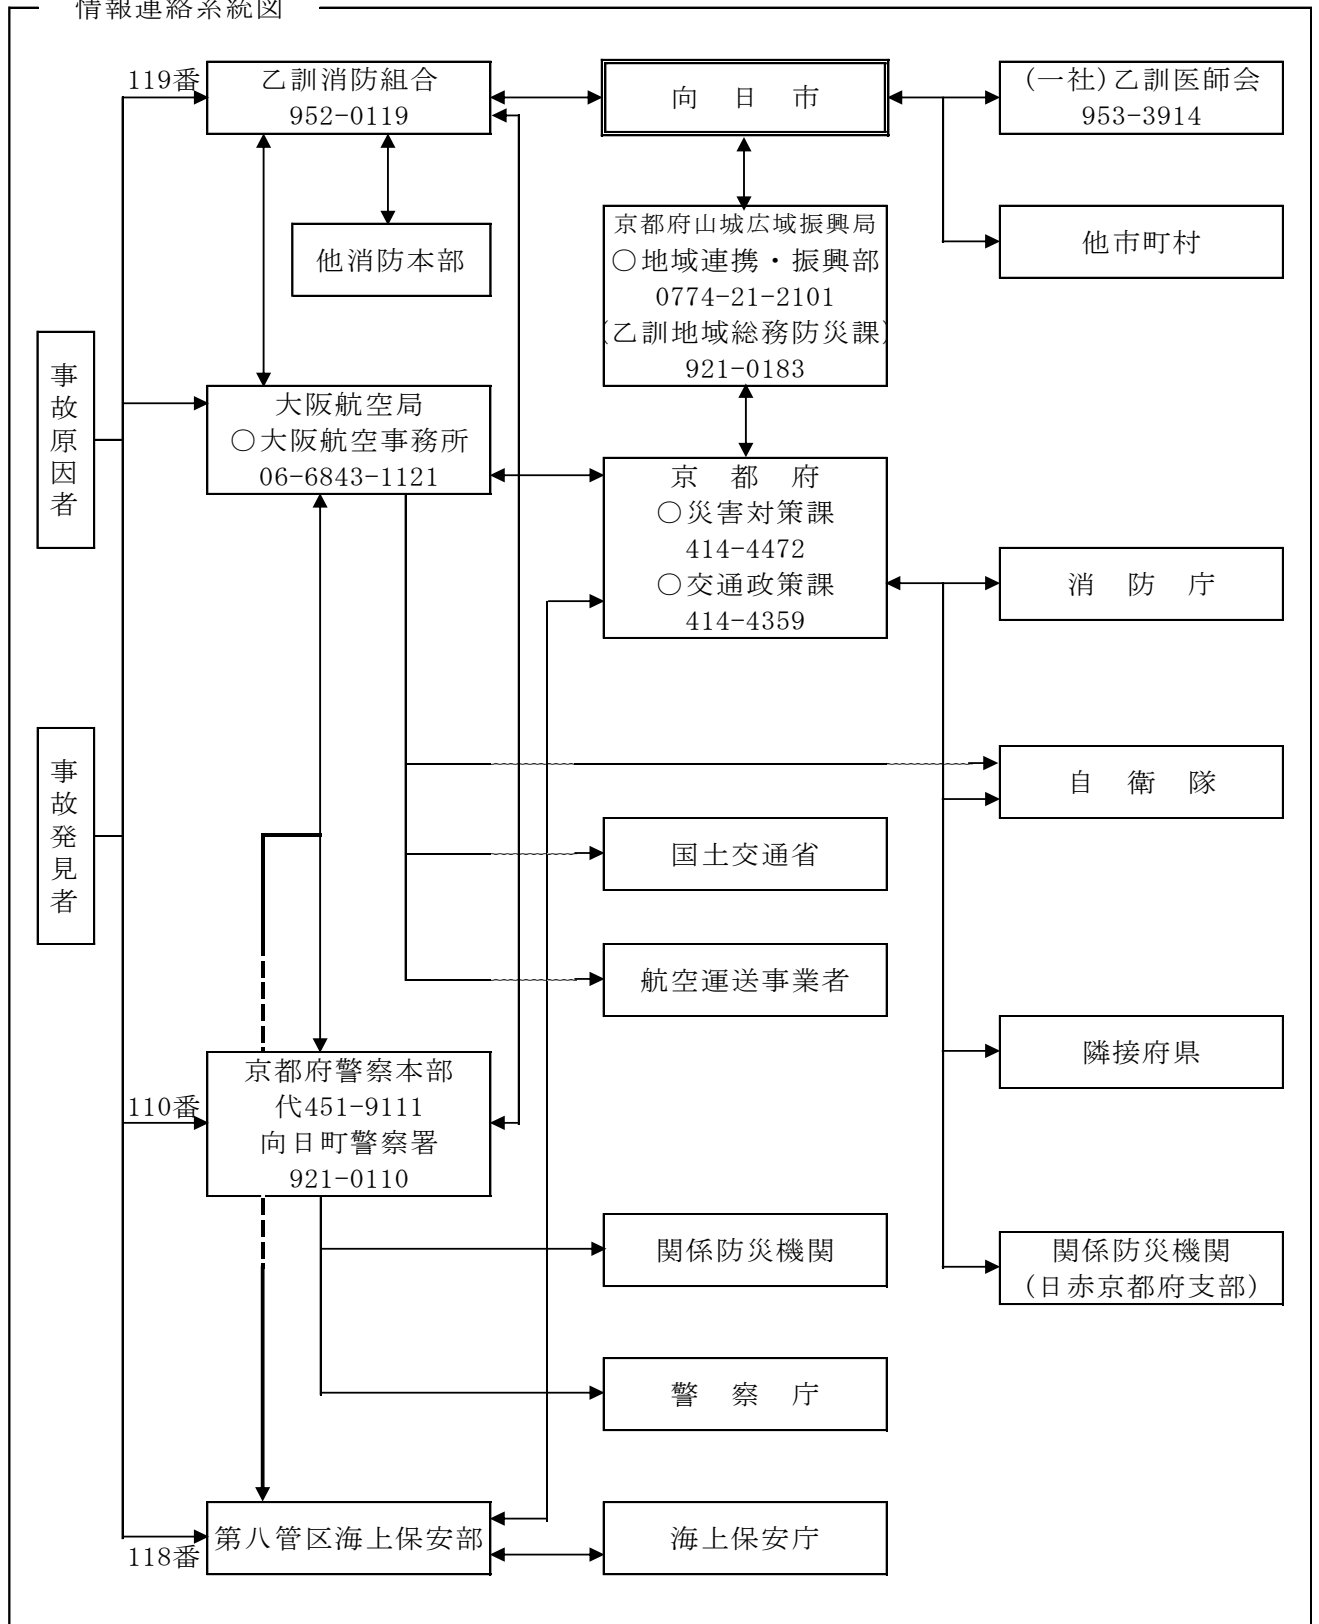 情報連絡系統図
119番
乙訓消防組合
952-0119
向　日　市
(一社)乙訓医師会
953-3914
他消防本部
京都府山城広域振興局
○地域連携・振興部
0774-21-2101
(乙訓地域総務防災課)
921-0183
他市町村
事故原因者
大阪航空局
○大阪航空事務所
06-6843-1121
京　都　府
○災害対策課
414-4472
○交通政策課
414-4359
消　防　庁
事故発見者
自　衛　隊
国土交通省
航空運送事業者
110番
京都府警察本部
代451-9111
向日町警察署
921-0110
隣接府県
関係防災機関
関係防災機関
(日赤京都府支部)
警　察　庁
118番
第八管区海上保安部
海上保安庁